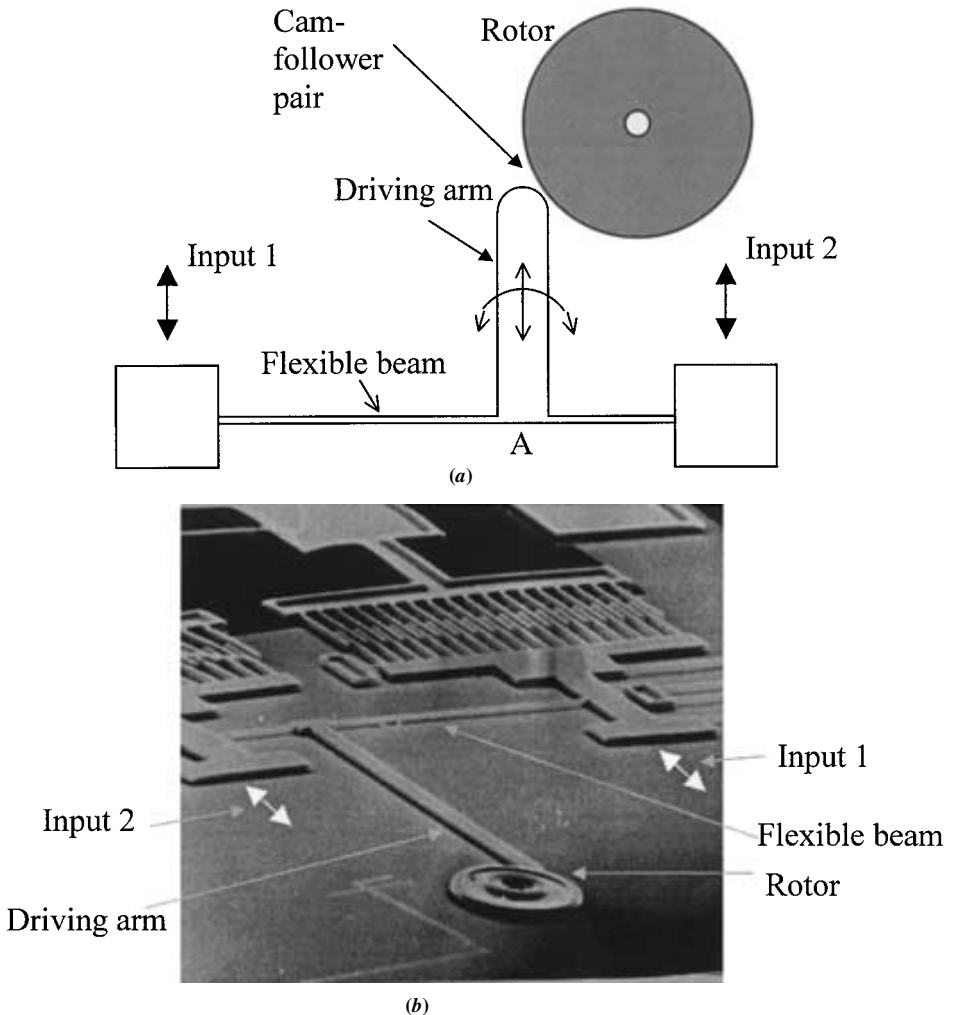 Cam-
follower
pair
Rotor
Driving arm
Input 1
Input 2
Flexible beam
A
(a)
Input 1
Input 2
Flexible beam
Rotor
Driving arm
(b)